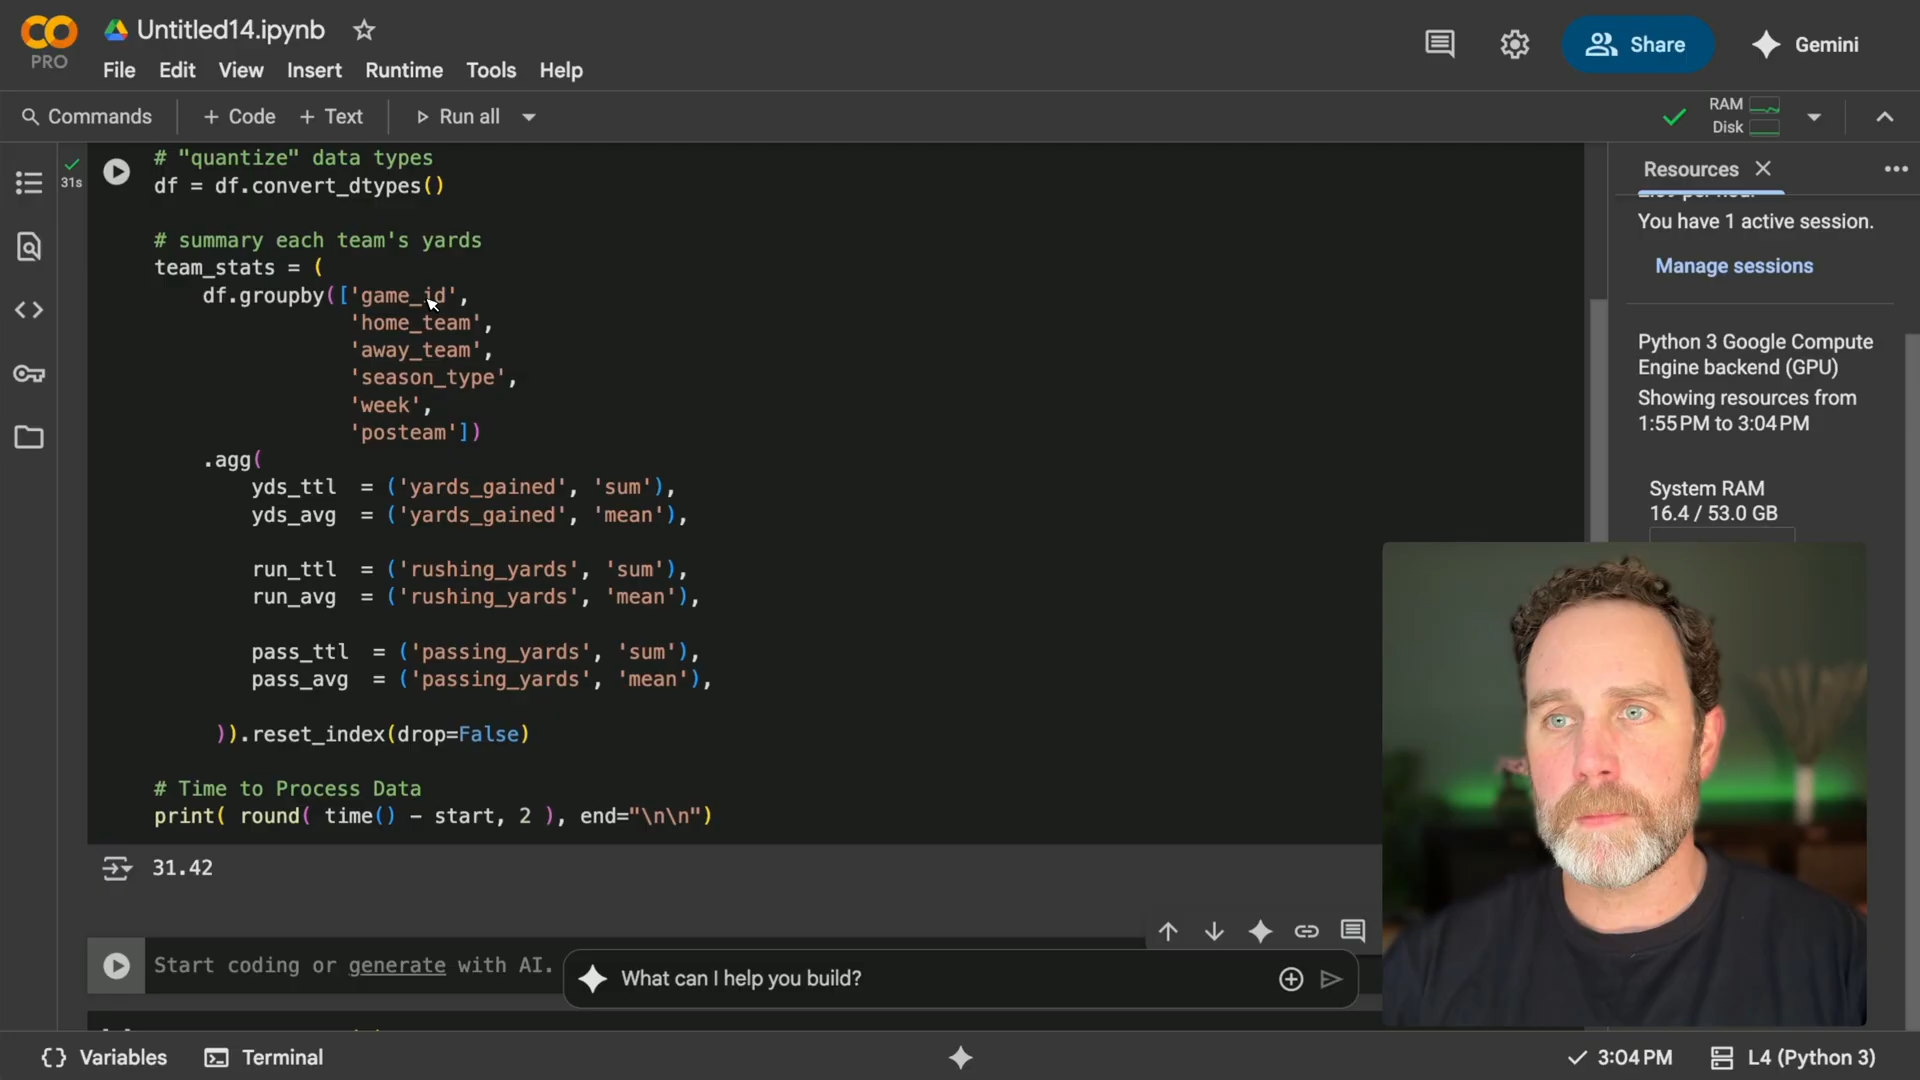 Untitled14.ipynb
PRO
File Edit View Insert Runtime Tools Help
Share
Gemini
Commands + Code + Text Run all
RAM
Disk
31s
# "quantize" data types
df = df.convert_dtypes()
# summary each team's yards
team_stats = (
df.groupby(['game_id',
'home_team',
'away_team',
'season_type',
'week',
'posteam'])
.agg(
yds_ttl = ('yards_gained', 'sum'),
yds_avg = ('yards_gained', 'mean'),
run_ttl = ('rushing_yards', 'sum'),
run_avg = ('rushing_yards', 'mean'),
pass_ttl = ('passing_yards', 'sum'),
pass_avg = ('passing_yards', 'mean'),
)).reset_index(drop=False)
# Time to Process Data
print( round( time() - start, 2 ), end="\n\n")
31.42
Start coding or generate with AI.
What can I help you build?
Resources
You have 1 active session.
Manage sessions
Python 3 Google Compute
Engine backend (GPU)
Showing resources from
1:55 PM to 3:04 PM
System RAM
16.4 / 53.0 GB
{ } Variables Terminal
3:04 PM L4 (Python 3)